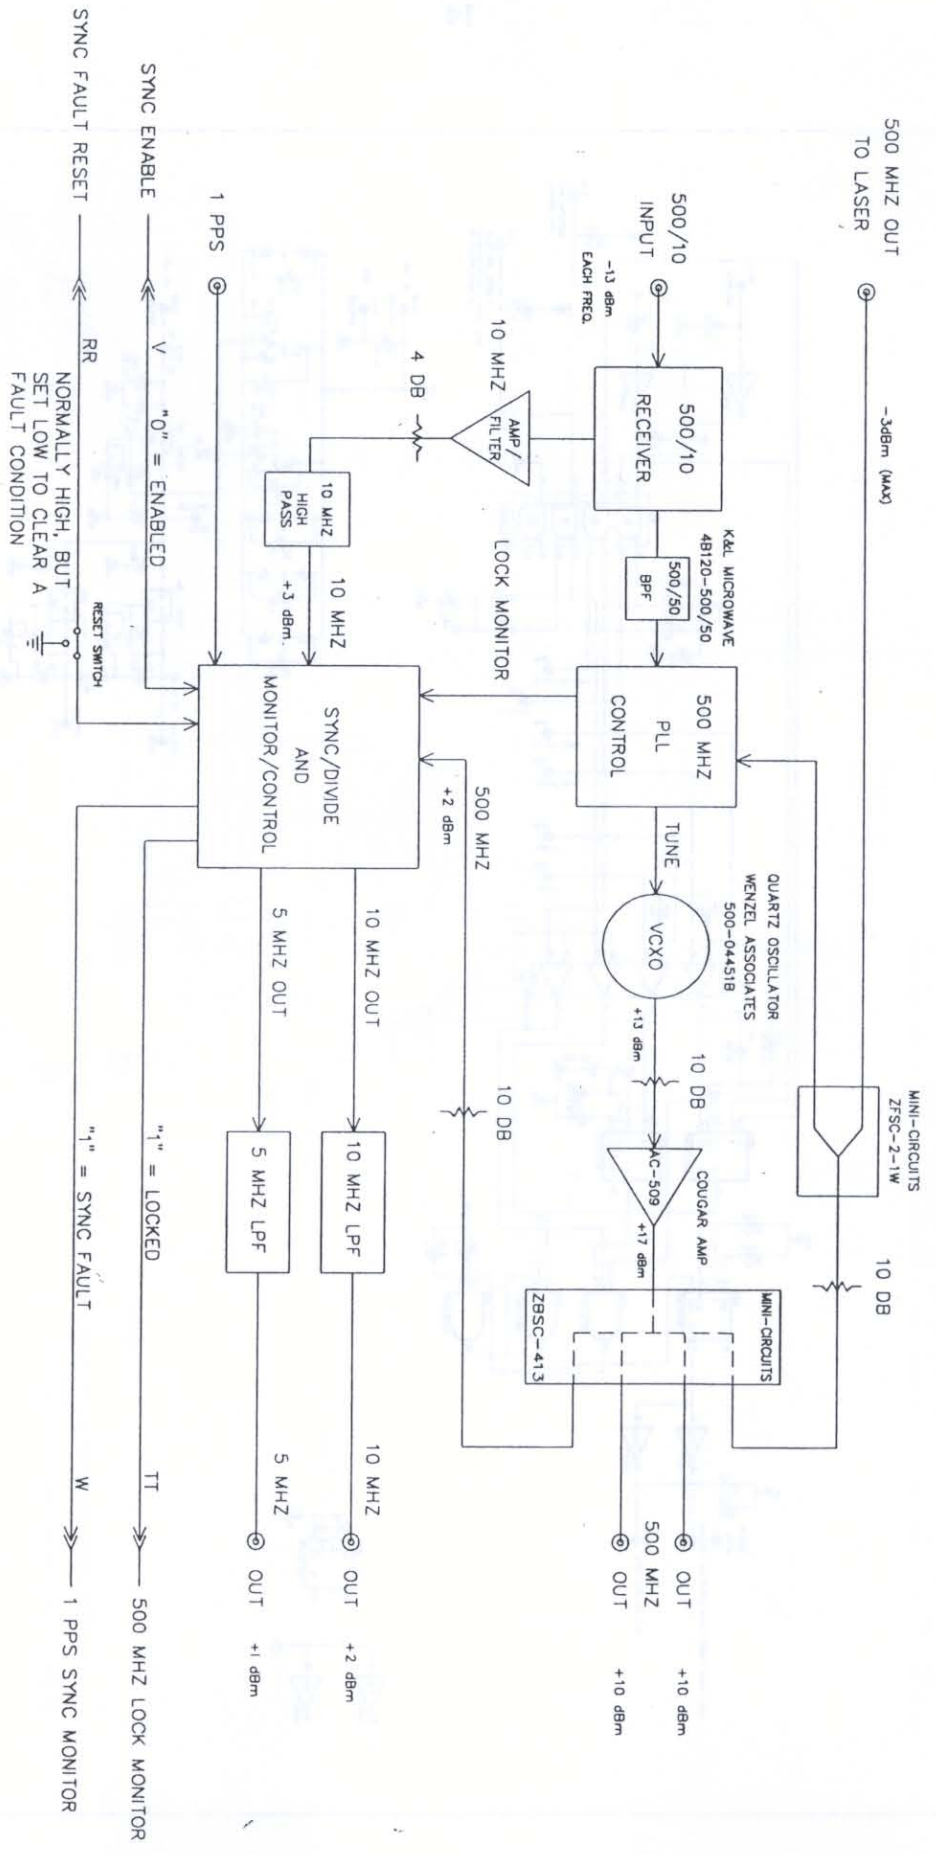 500 MHZ OUT
TO LASER
-3dBm (MAX)
MINI-CIRCUITS
ZFSC-2-1W
10 DB
500/10
INPUT
-13 dBm
EACH FREQ.
500/10
RECEIVER
K&L MICROWAVE
4B120-500/50
500/50
BPF
500 MHZ
PLL
CONTROL
TUNE
QUARTZ OSCILLATOR
WENZEL ASSOCIATES
500-04451B
VCXO
+13 dBm
10 DB
COUGAR AMP
AC-509
+17 dBm
MINI-CIRCUITS
ZBSC-413
OUT
+10 dBm
500 MHZ
OUT
+10 dBm
10 MHZ
AMP/
FILTER
4 DB
LOCK MONITOR
500 MHZ
+2 dBm
10 DB
10 MHZ
HIGH
PASS
10 MHZ
+3 dBm
1 PPS
SYNC/DIVIDE
AND
MONITOR/CONTROL
10 MHZ OUT
10 MHZ LPF
10 MHZ
OUT
+2 dBm
5 MHZ OUT
5 MHZ LPF
5 MHZ
OUT
+1 dBm
SYNC ENABLE
V
"0" = ENABLED
"1" = LOCKED
TT
500 MHZ LOCK MONITOR
SYNC FAULT RESET
RR
RESET SWITCH
NORMALLY HIGH, BUT
SET LOW TO CLEAR A
FAULT CONDITION
"1" = SYNC FAULT
W
1 PPS SYNC MONITOR